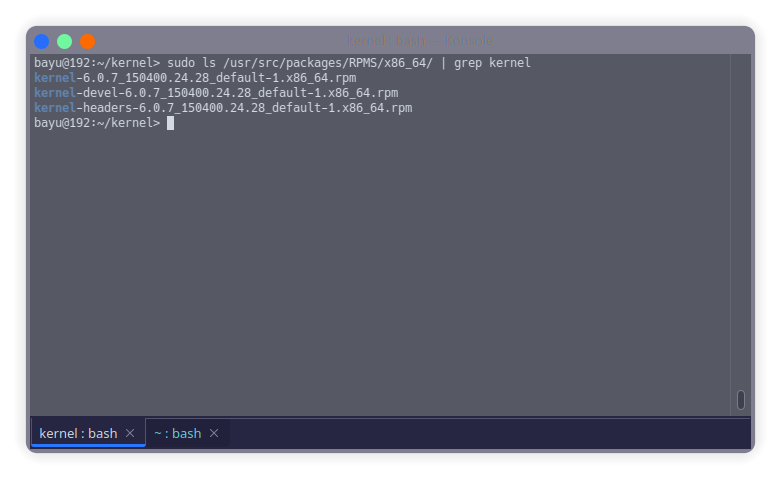 kernel : bash — Konsole
bayu@192:~/kernel> sudo ls /usr/src/packages/RPMS/x86_64/ | grep kernel
kernel-6.0.7_150400.24.28_default-1.x86_64.rpm
kernel-devel-6.0.7_150400.24.28_default-1.x86_64.rpm
kernel-headers-6.0.7_150400.24.28_default-1.x86_64.rpm
bayu@192:~/kernel>
kernel : bash
~ : bash